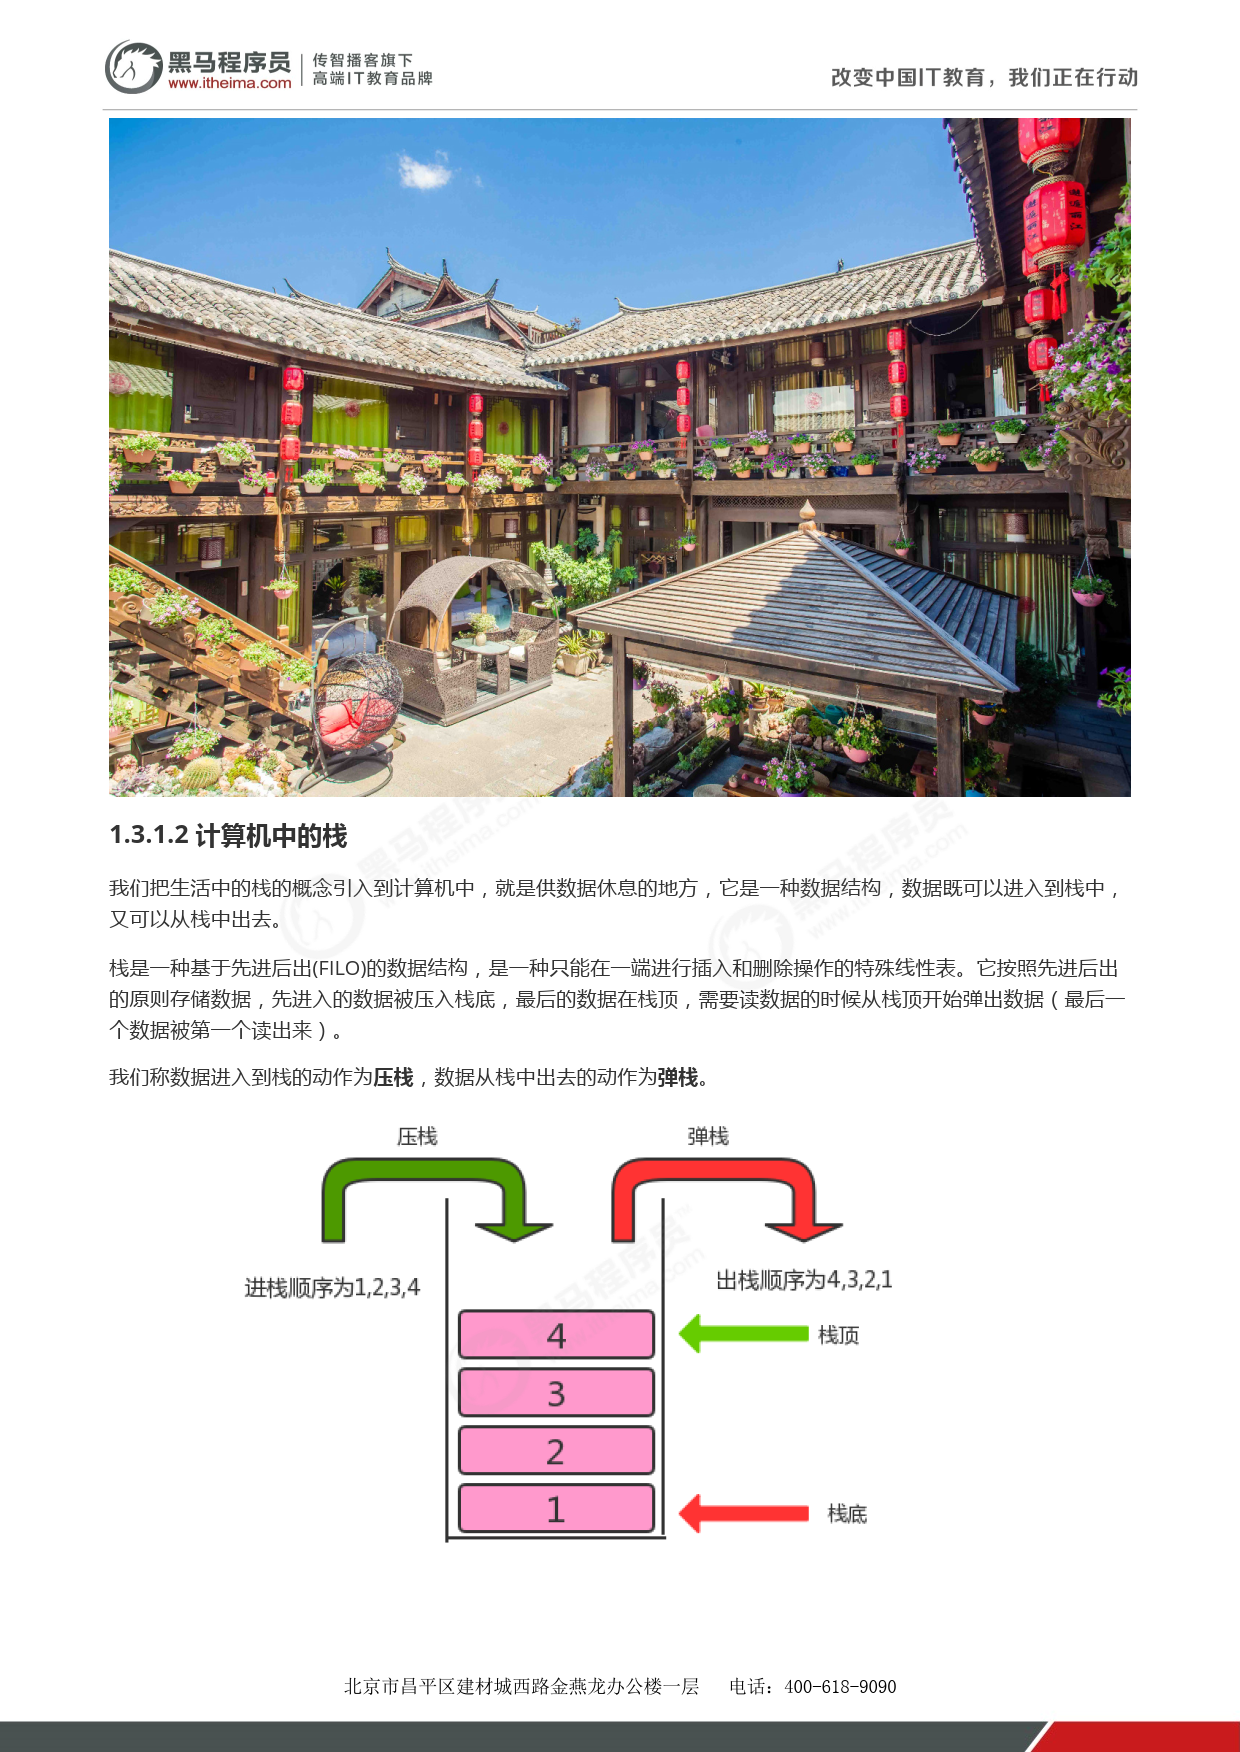 黑马程序员
www.itheima.com
传智播客旗下
高端IT教育品牌
改变中国IT教育，我们正在行动
1.3.1.2 计算机中的栈
我们把生活中的栈的概念引入到计算机中，就是供数据休息的地方，它是一种数据结构，数据既可以进入到栈中，
又可以从栈中出去。
栈是一种基于先进后出(FILO)的数据结构，是一种只能在一端进行插入和删除操作的特殊线性表。它按照先进后出
的原则存储数据，先进入的数据被压入栈底，最后的数据在栈顶，需要读数据的时候从栈顶开始弹出数据（最后一
个数据被第一个读出来）。
我们称数据进入到栈的动作为压栈，数据从栈中出去的动作为弹栈。
压栈
弹栈
进栈顺序为1,2,3,4
出栈顺序为4,3,2,1
4
栈顶
3
2
1
栈底
北京市昌平区建材城西路金燕龙办公楼一层 电话：400-618-9090